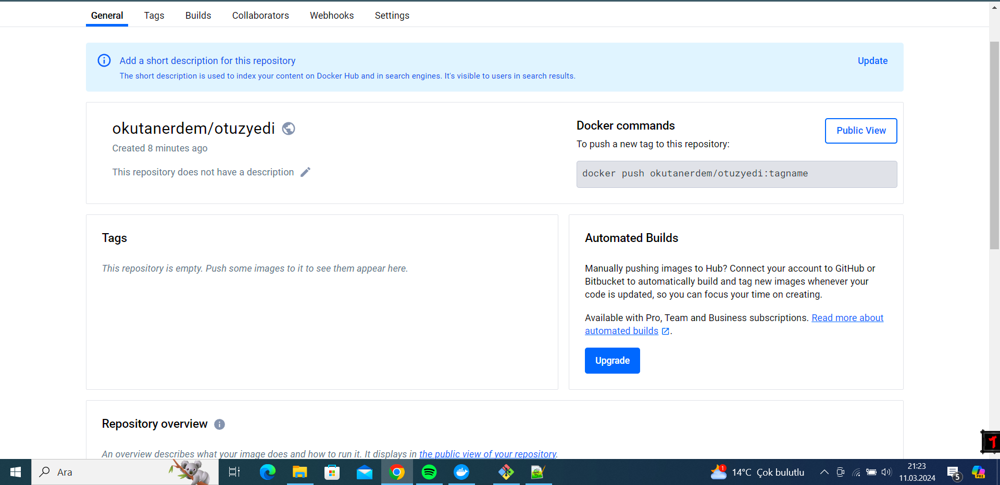 General
Tags
Builds
Collaborators
Webhooks
Settings
Add a short description for this repository
Update
The short description is used to index your content on Docker Hub and in search engines. It's visible to users in search results.
okutanerdem/otuzyedi
Created 8 minutes ago
This repository does not have a description
Docker commands
Public View
To push a new tag to this repository:
docker push okutanerdem/otuzyedi:tagname
Tags
This repository is empty. Push some images to it to see them appear here.
Automated Builds
Manually pushing images to Hub? Connect your account to GitHub or
Bitbucket to automatically build and tag new images whenever your
code is updated, so you can focus your time on creating.
Available with Pro, Team and Business subscriptions. Read more about
automated builds.
Upgrade
Repository overview
An overview describes what your image does and how to run it. It displays in the public view of your repository.
Ara
1
14°C Çok bulutlu
21:23
11.03.2024
5
PRE